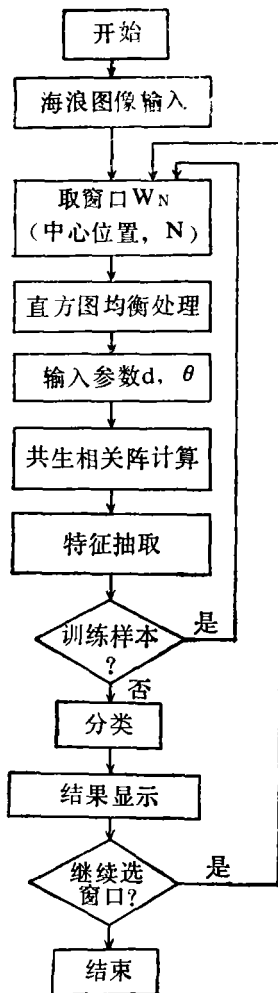 开始
海浪图像输入
取窗口WN
(中心位置, N)
直方图均衡处理
输入参数d, θ
共生相关阵计算
特征抽取
训练样本
?
是
否
分类
结果显示
继续选
窗口?
是
结束